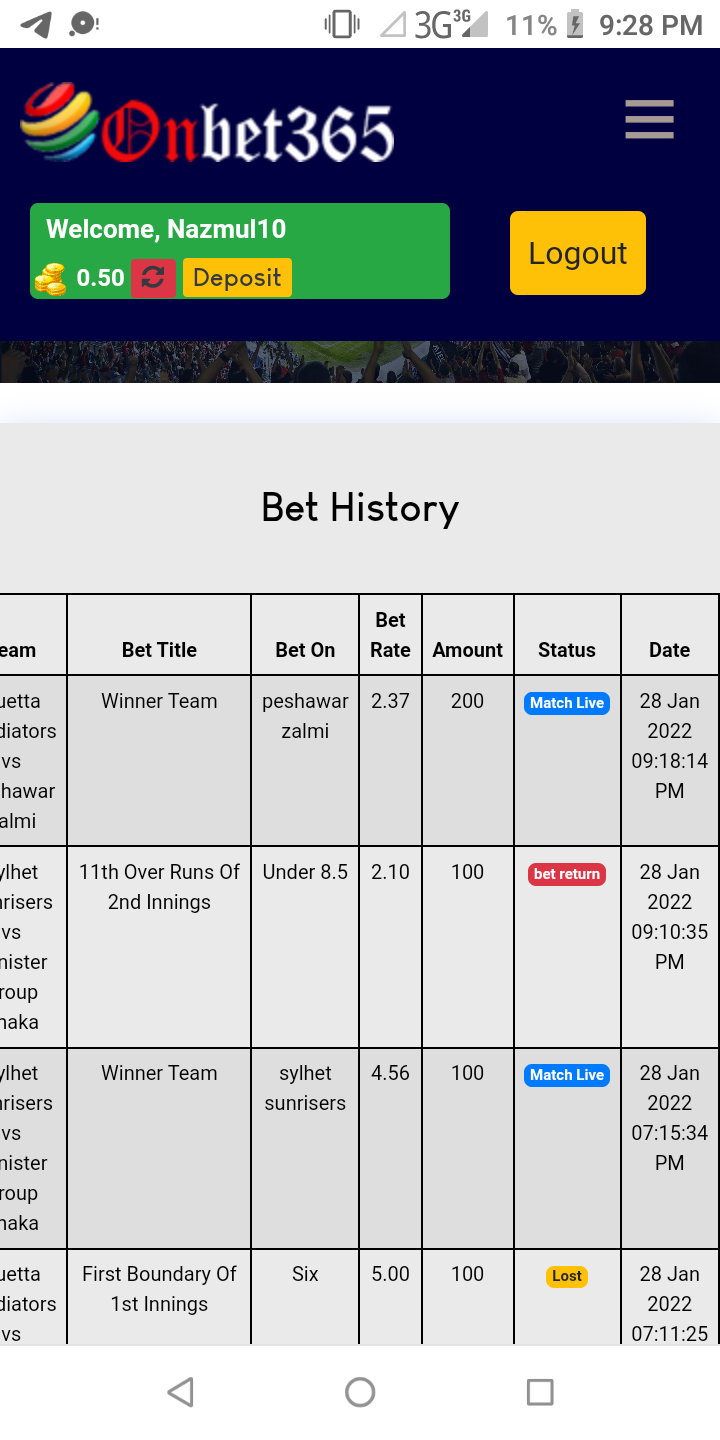 3G 3G 11% 9:28 PM
Onbet365
Welcome, Nazmul10
0.50 Deposit
Logout
Bet History
eam Bet Title Bet On Bet Rate Amount Status Date
uetta Winner Team peshawar 2.37 200 Match Live 28 Jan
diators zalmi 2022
vs 09:18:14
hawar PM
almi
ylhet 11th Over Runs Of Under 8.5 2.10 100 bet return 28 Jan
nrisers 2nd Innings 2022
vs 09:10:35
nister PM
roup
haka
ylhet Winner Team sylhet 4.56 100 Match Live 28 Jan
nrisers sunrisers 2022
vs 07:15:34
nister PM
roup
haka
uetta First Boundary Of Six 5.00 100 Lost 28 Jan
diators 1st Innings 2022
vs 07:11:25